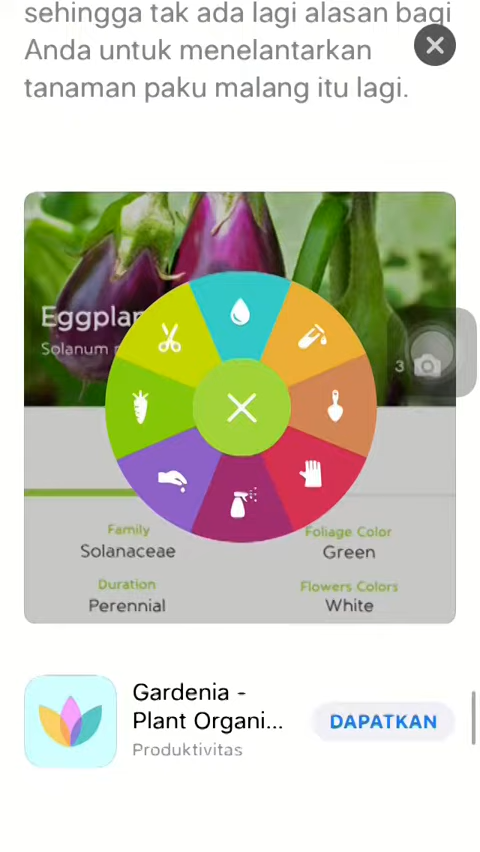 sehingga tak ada lagi alasan bagi
Anda untuk menelantarkan
tanaman paku malang itu lagi.
Eggplan
Solanum
3
Family
Solanaceae
Foliage Color
Green
Duration
Perennial
Flowers Colors
White
Gardenia -
Plant Organi...
DAPATKAN
Produktivitas